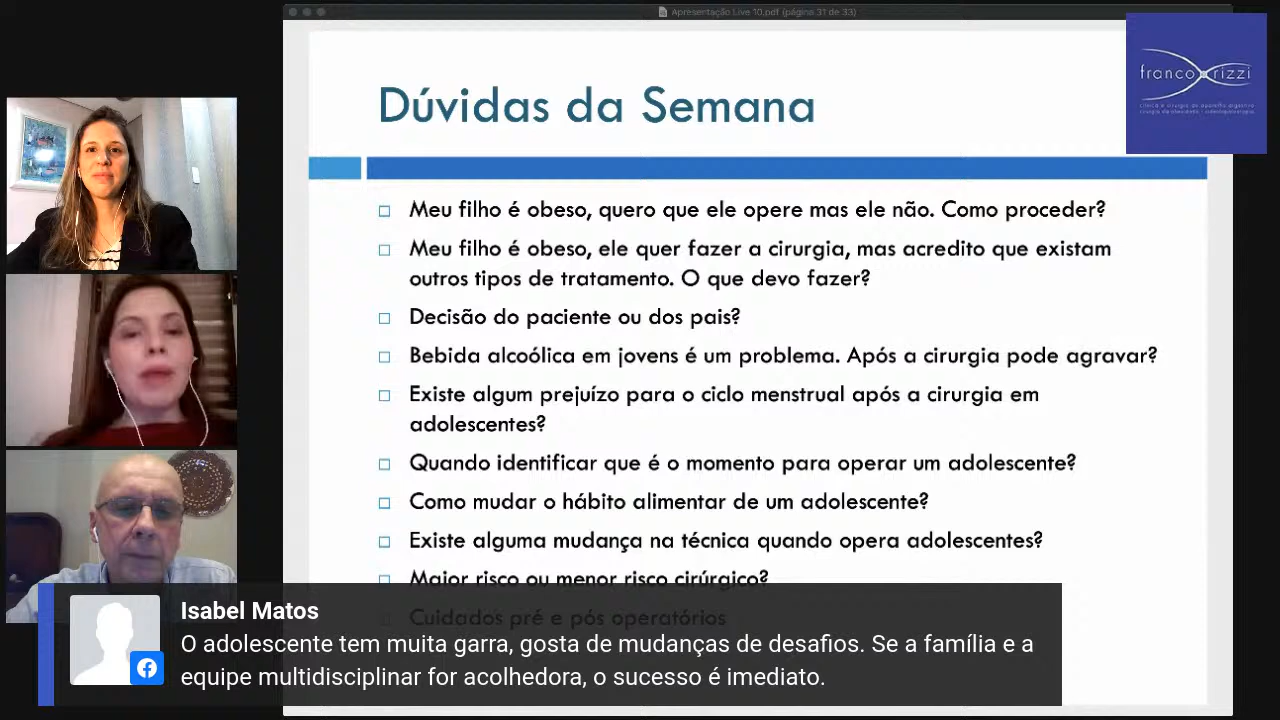 Apresentação Live 10.pdf (página 31 de 33)
franco rizzi
Dúvidas da Semana
Meu filho é obeso, quero que ele opere mas ele não. Como proceder?
Meu filho é obeso, ele quer fazer a cirurgia, mas acredito que existam
outros tipos de tratamento. O que devo fazer?
Decisão do paciente ou dos pais?
Bebida alcoólica em jovens é um problema. Após a cirurgia pode agravar?
Existe algum prejuízo para o ciclo menstrual após a cirurgia em
adolescentes?
Quando identificar que é o momento para operar um adolescente?
Como mudar o hábito alimentar de um adolescente?
Existe alguma mudança na técnica quando opera adolescentes?
Maior risco ou menor risco cirúrgico?
Cuidados pré e pós operatórios
Isabel Matos
O adolescente tem muita garra, gosta de mudanças de desafios. Se a família e a
equipe multidisciplinar for acolhedora, o sucesso é imediato.